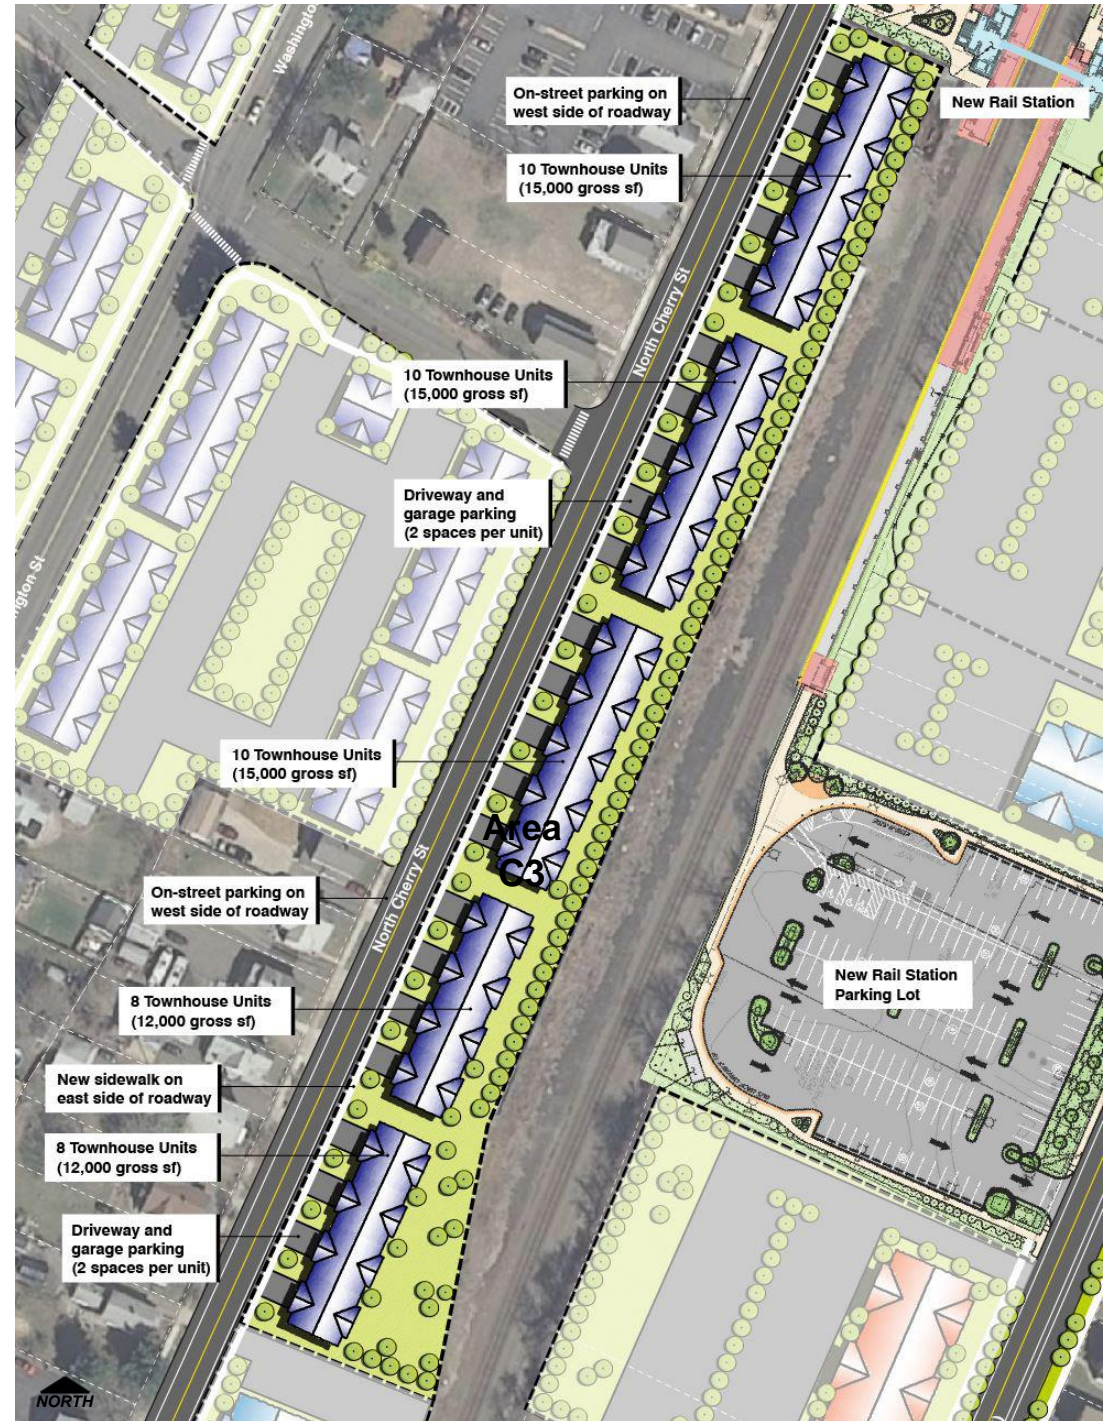 Washingto
On-street parking on
west side of roadway
New Rail Station
10 Townhouse Units
(15,000 gross sf)
North Cherry St
10 Townhouse Units
(15,000 gross sf)
Driveway and
garage parking
(2 spaces per unit)
ngton St
10 Townhouse Units
(15,000 gross sf)
Area
C3
On-street parking on
west side of roadway
North Cherry St
New Rail Station
Parking Lot
8 Townhouse Units
(12,000 gross sf)
New sidewalk on
east side of roadway
8 Townhouse Units
(12,000 gross sf)
Driveway and
garage parking
(2 spaces per unit)
NORTH